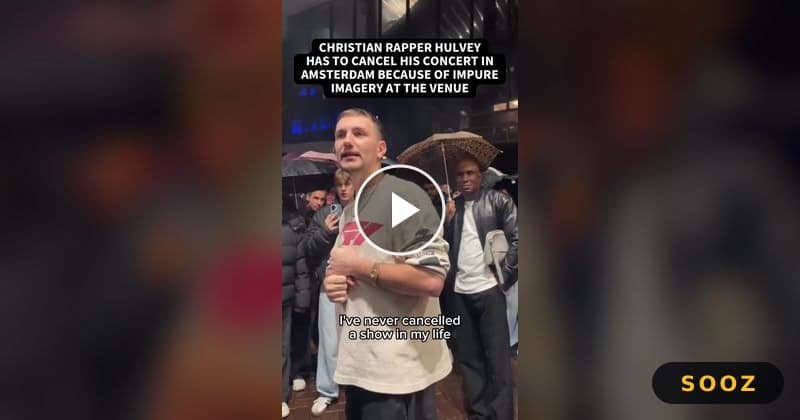 CHRISTIAN RAPPER HULVEY
HAS TO CANCEL HIS CONCERT IN
AMSTERDAM BECAUSE OF IMPURE
IMAGERY AT THE VENUE
I've never cancelled
a show in my life
SOOZ